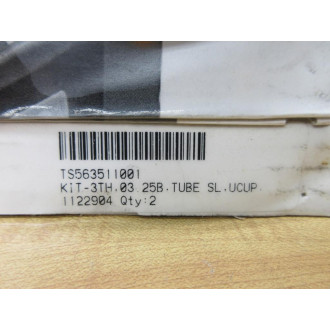 TS563511001
KIT-3TH.03.25B.TUBE SL.UCUP.
1122904 Qty:2